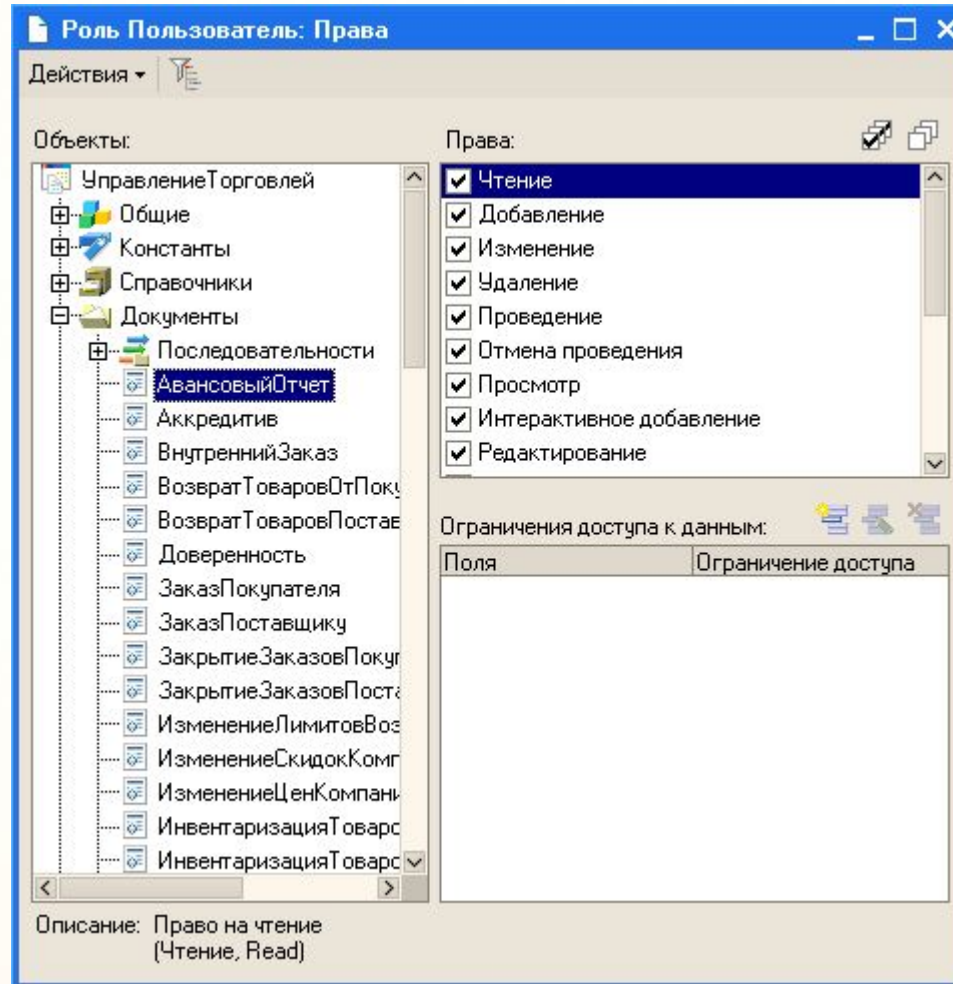 Роль Пользователь: Права
Действия
Объекты:
УправлениеТорговлей
Общие
Константы
Справочники
Документы
Последовательности
АвансовыйОтчет
Аккредитив
ВнутреннийЗаказ
ВозвратТоваровОтПоку
ВозвратТоваровПостав
Доверенность
ЗаказПокупателя
ЗаказПоставщику
ЗакрытиеЗаказовПокуп
ЗакрытиеЗаказовПоста
ИзменениеЛимитовВоз
ИзменениеСкидокКомп
ИзменениеЦенКомпани
ИнвентаризацияТоваро
ИнвентаризацияТоваро
Права:
Чтение
Добавление
Изменение
Удаление
Проведение
Отмена проведения
Просмотр
Интерактивное добавление
Редактирование
Ограничения доступа к данным:
Поля Ограничение доступа
Описание: Право на чтение
(Чтение, Read)